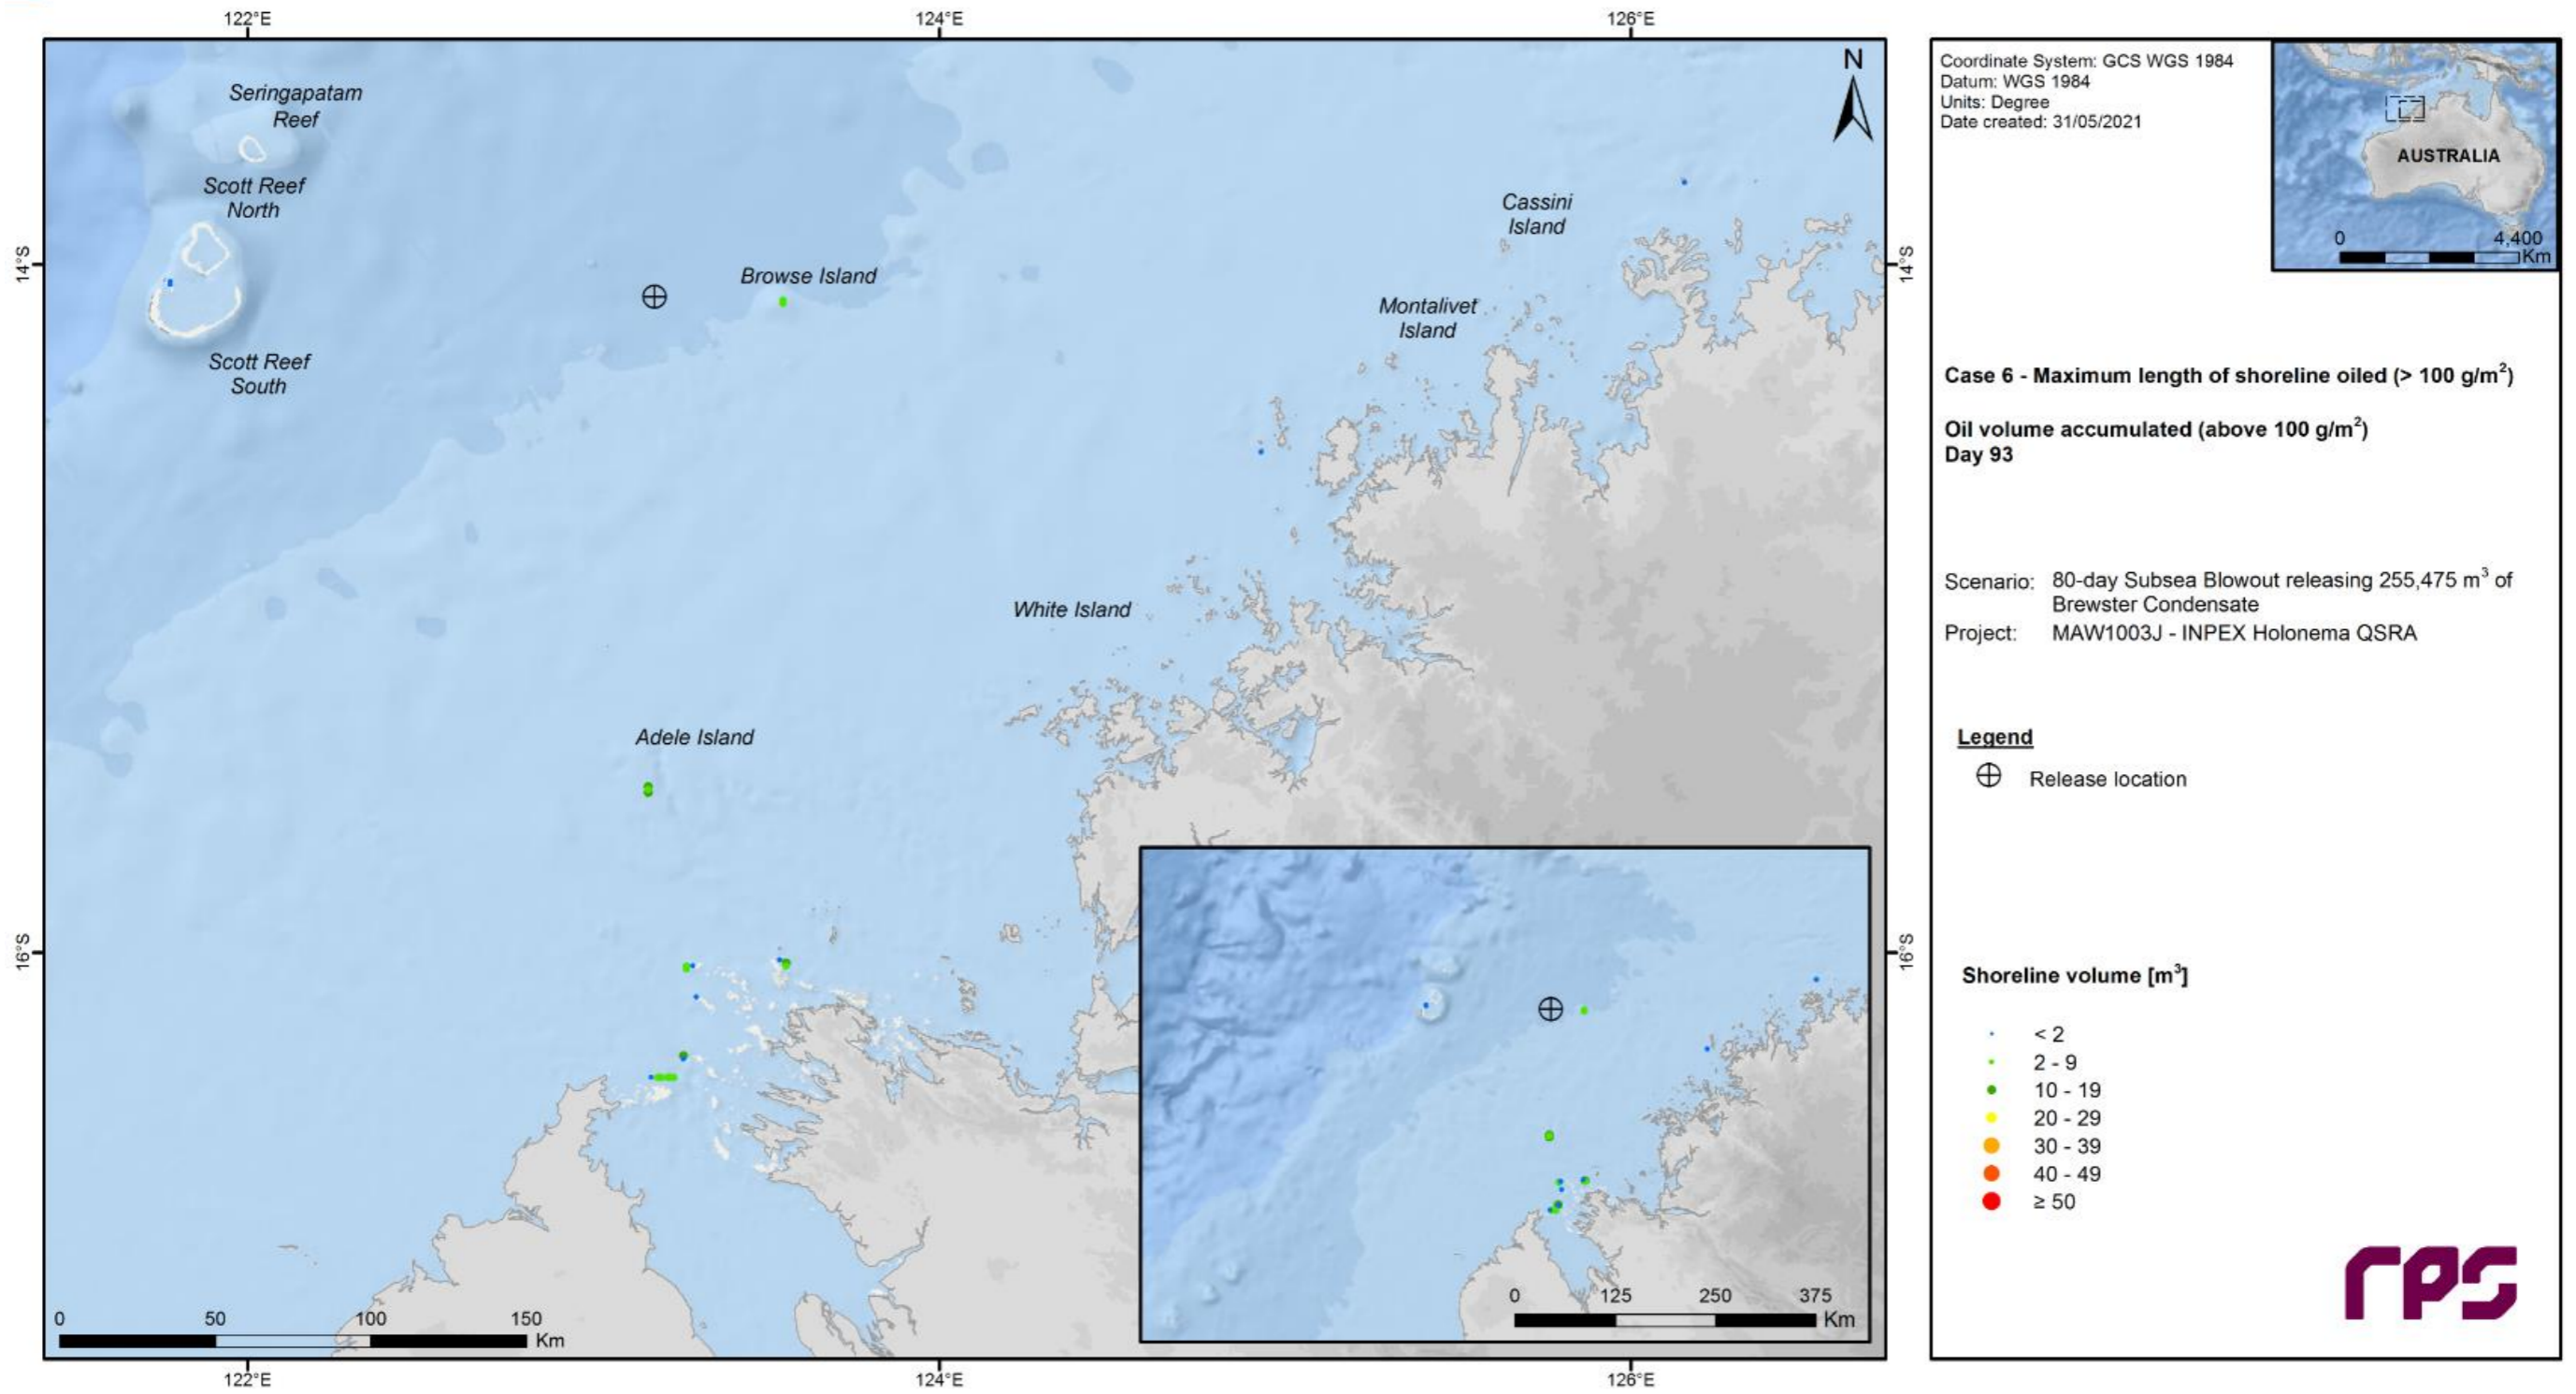 122°E
124°E
126°E
Seringapatam
Reef
Scott Reef
North
14°S
Scott Reef
South
Browse Island
Cassini
Island
Montalivet
Island
White Island
Adele Island
16°S
N
14°S
16°S
0 50 100 150
Km
0 125 250 375
Km
122°E
124°E
126°E
Coordinate System: GCS WGS 1984
Datum: WGS 1984
Units: Degree
Date created: 31/05/2021
AUSTRALIA
0 4,400
Km
Case 6 - Maximum length of shoreline oiled (> 100 g/m²)
Oil volume accumulated (above 100 g/m²)
Day 93
Scenario: 80-day Subsea Blowout releasing 255,475 m³ of
Brewster Condensate
Project: MAW1003J - INPEX Holonema QSRA
Legend
Release location
Shoreline volume [m³]
< 2
2 - 9
10 - 19
20 - 29
30 - 39
40 - 49
≥ 50
rps